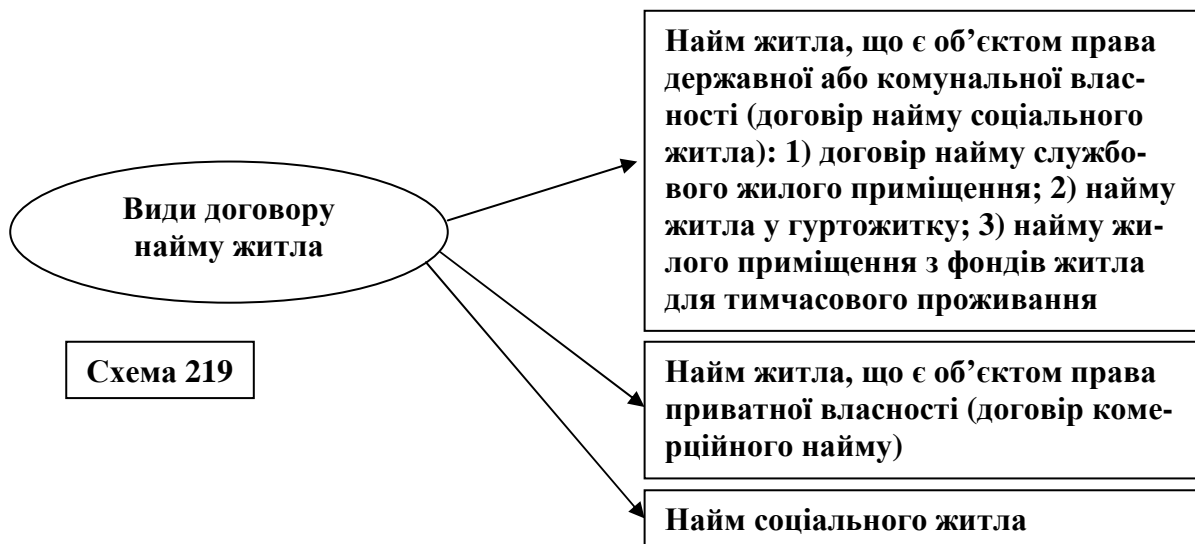 Види договору
найму житла
Схема 219
Найм житла, що є об’єктом права
державної або комунальної влас-
ності (договір найму соціального
житла): 1) договір найму службо-
вого жилого приміщення; 2) найму
житла у гуртожитку; 3) найму жи-
лого приміщення з фондів житла
для тимчасового проживання
Найм житла, що є об’єктом права
приватної власності (договір коме-
рційного найму)
Найм соціального житла